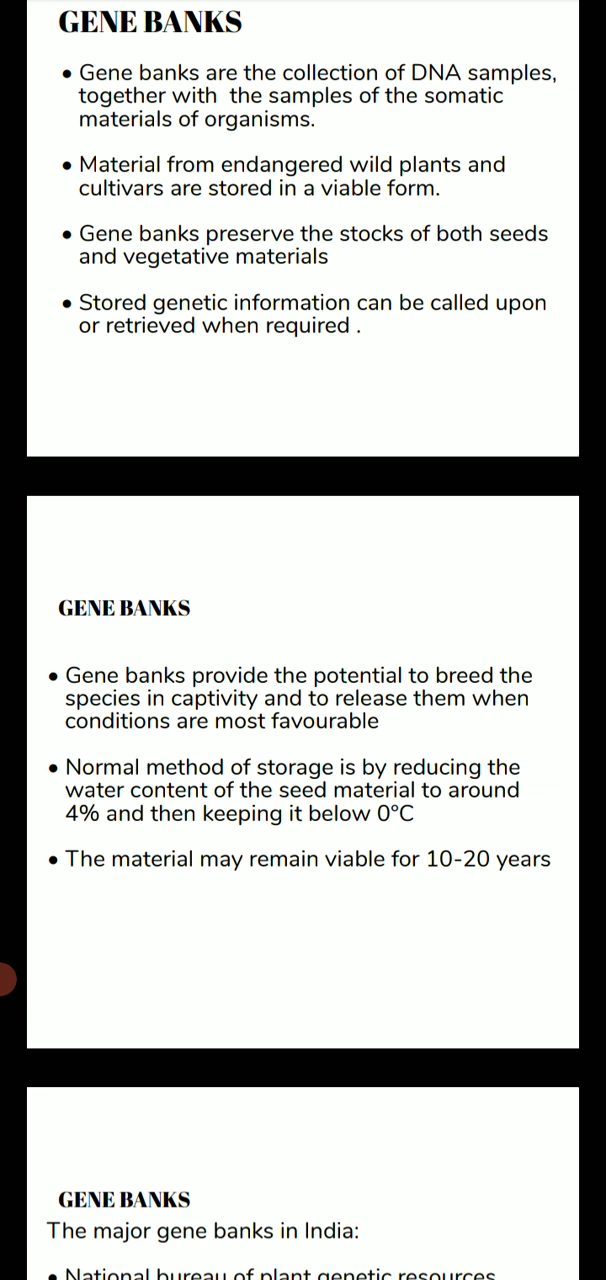 GENE BANKS
• Gene banks are the collection of DNA samples,
together with the samples of the somatic
materials of organisms.
• Material from endangered wild plants and
cultivars are stored in a viable form.
• Gene banks preserve the stocks of both seeds
and vegetative materials
• Stored genetic information can be called upon
or retrieved when required .
GENE BANKS
• Gene banks provide the potential to breed the
species in captivity and to release them when
conditions are most favourable
• Normal method of storage is by reducing the
water content of the seed material to around
4% and then keeping it below 0°C
• The material may remain viable for 10-20 years
GENE BANKS
The major gene banks in India:
• National bureau of plant genetic resources